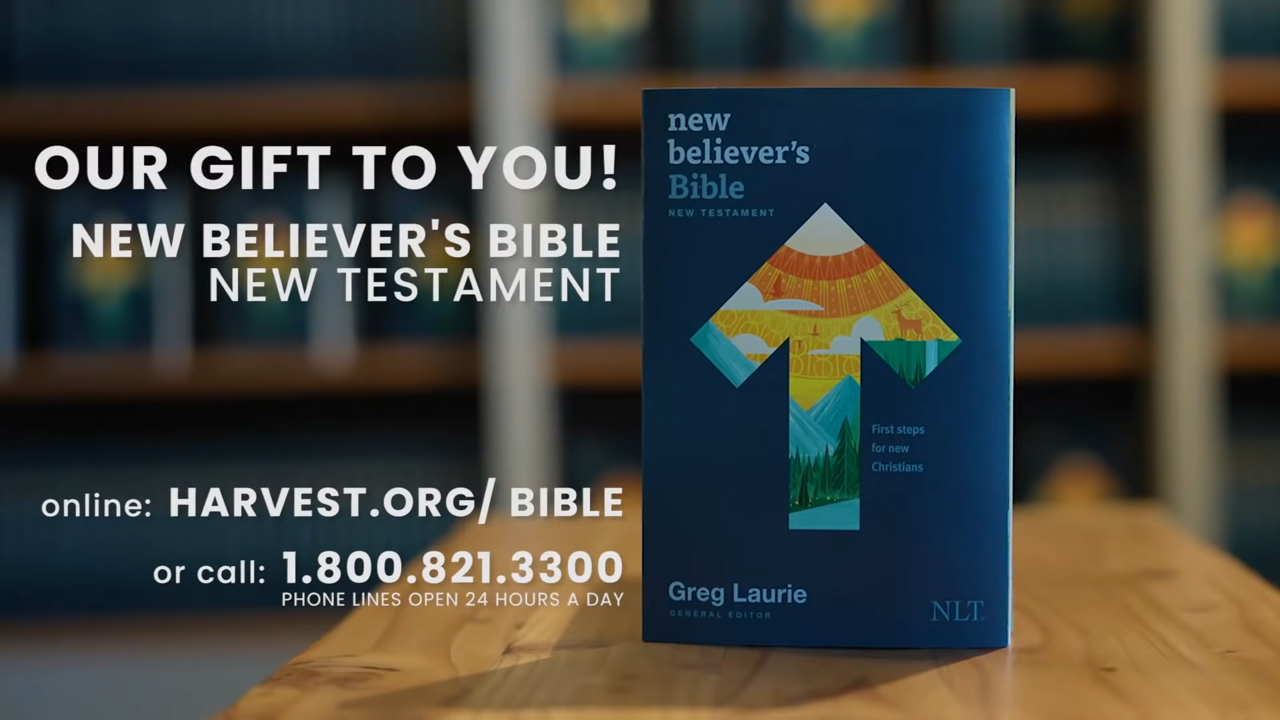 OUR GIFT TO YOU!
NEW BELIEVER'S BIBLE
NEW TESTAMENT
online: HARVEST.ORG/ BIBLE
or call: 1.800.821.3300
PHONE LINES OPEN 24 HOURS A DAY
new
believer's
Bible
NEW TESTAMENT
First steps
for new
Christians
Greg Laurie
GENERAL EDITOR
NLT